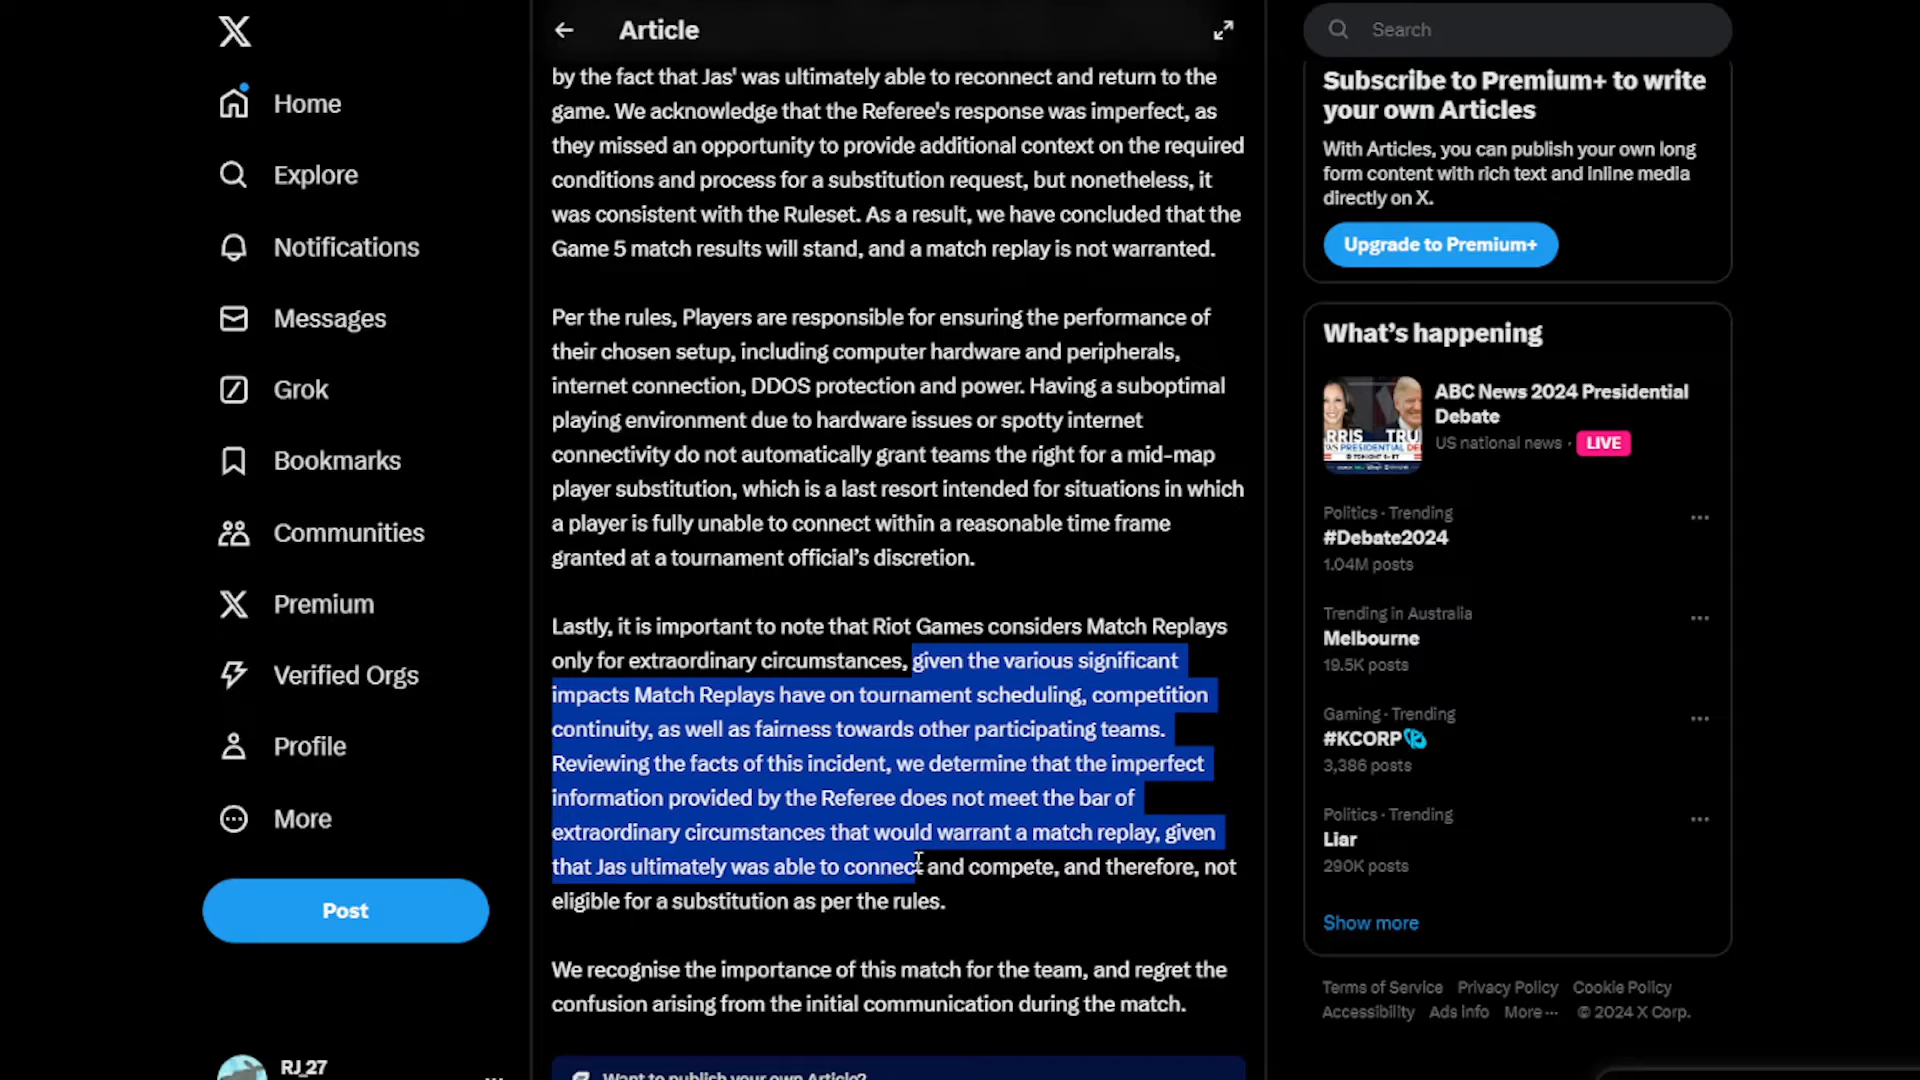 Home
Explore
Notifications
Messages
Grok
Bookmarks
Communities
Premium
Verified Orgs
Profile
More
Post
RJ_27
Article
by the fact that Jas' was ultimately able to reconnect and return to the
game. We acknowledge that the Referee's response was imperfect, as
they missed an opportunity to provide additional context on the required
conditions and process for a substitution request, but nonetheless, it
was consistent with the Ruleset. As a result, we have concluded that the
Game 5 match results will stand, and a match replay is not warranted.
Per the rules, Players are responsible for ensuring the performance of
their chosen setup, including computer hardware and peripherals,
internet connection, DDOS protection and power. Having a suboptimal
playing environment due to hardware issues or spotty internet
connectivity do not automatically grant teams the right for a mid-map
player substitution, which is a last resort intended for situations in which
a player is fully unable to connect within a reasonable time frame
granted at a tournament official's discretion.
Lastly, it is important to note that Riot Games considers Match Replays
only for extraordinary circumstances, given the various significant
impacts Match Replays have on tournament scheduling, competition
continuity, as well as fairness towards other participating teams.
Reviewing the facts of this incident, we determine that the imperfect
information provided by the Referee does not meet the bar of
extraordinary circumstances that would warrant a match replay, given
that Jas ultimately was able to connect and compete, and therefore, not
eligible for a substitution as per the rules.
We recognise the importance of this match for the team, and regret the
confusion arising from the initial communication during the match.
Want to publish your own Article?
Search
Subscribe to Premium+ to write
your own Articles
With Articles, you can publish your own long
form content with rich text and inline media
directly on X.
Upgrade to Premium+
What's happening
ABC News 2024 Presidential
Debate
US national news · LIVE
Politics · Trending
#Debate2024
1.04M posts
Trending in Australia
Melbourne
19.5K posts
Gaming · Trending
#KCORP
3,386 posts
Politics · Trending
Liar
290K posts
Show more
Terms of Service Privacy Policy Cookie Policy
Accessibility Ads info More ··· © 2024 X Corp.